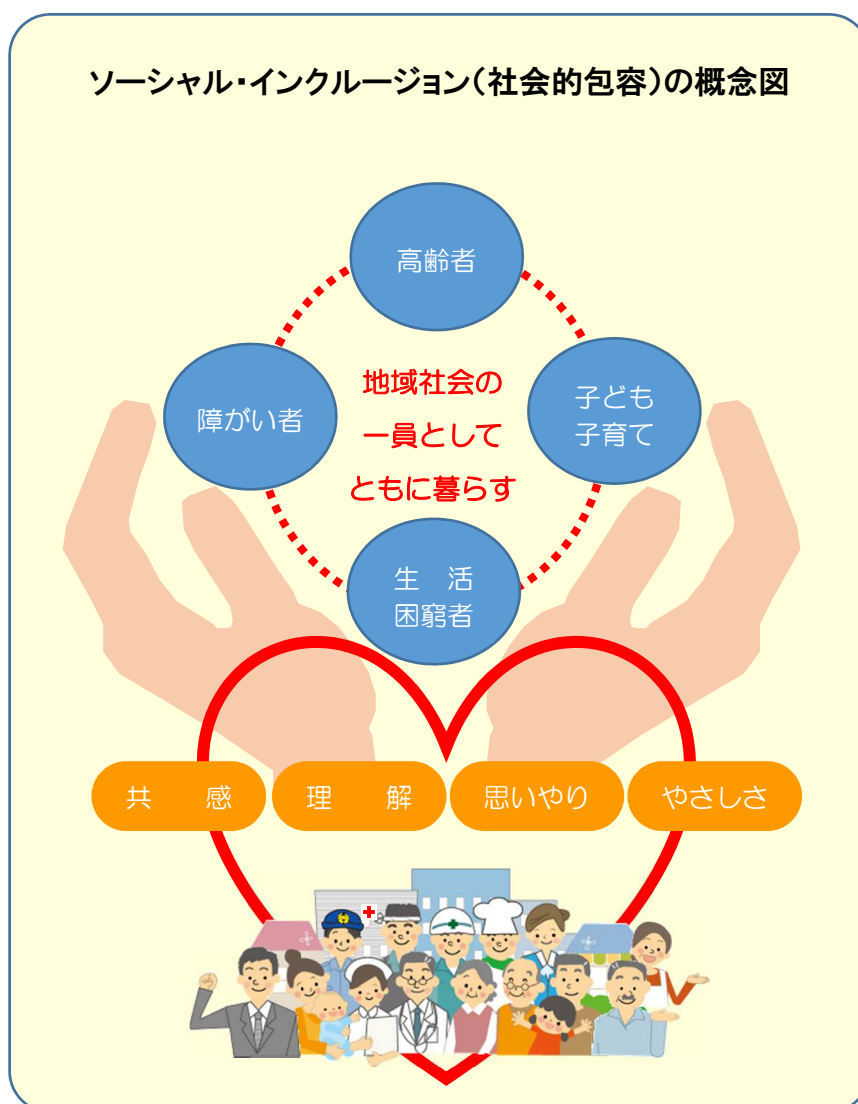 ソーシャル・インクルージョン（社会的包容）の概念図
高齢者
障がい者
地域社会の
一員として
ともに暮らす
子ども
子育て
生　活
困窮者
共　感
理　解
思いやり
やさしさ